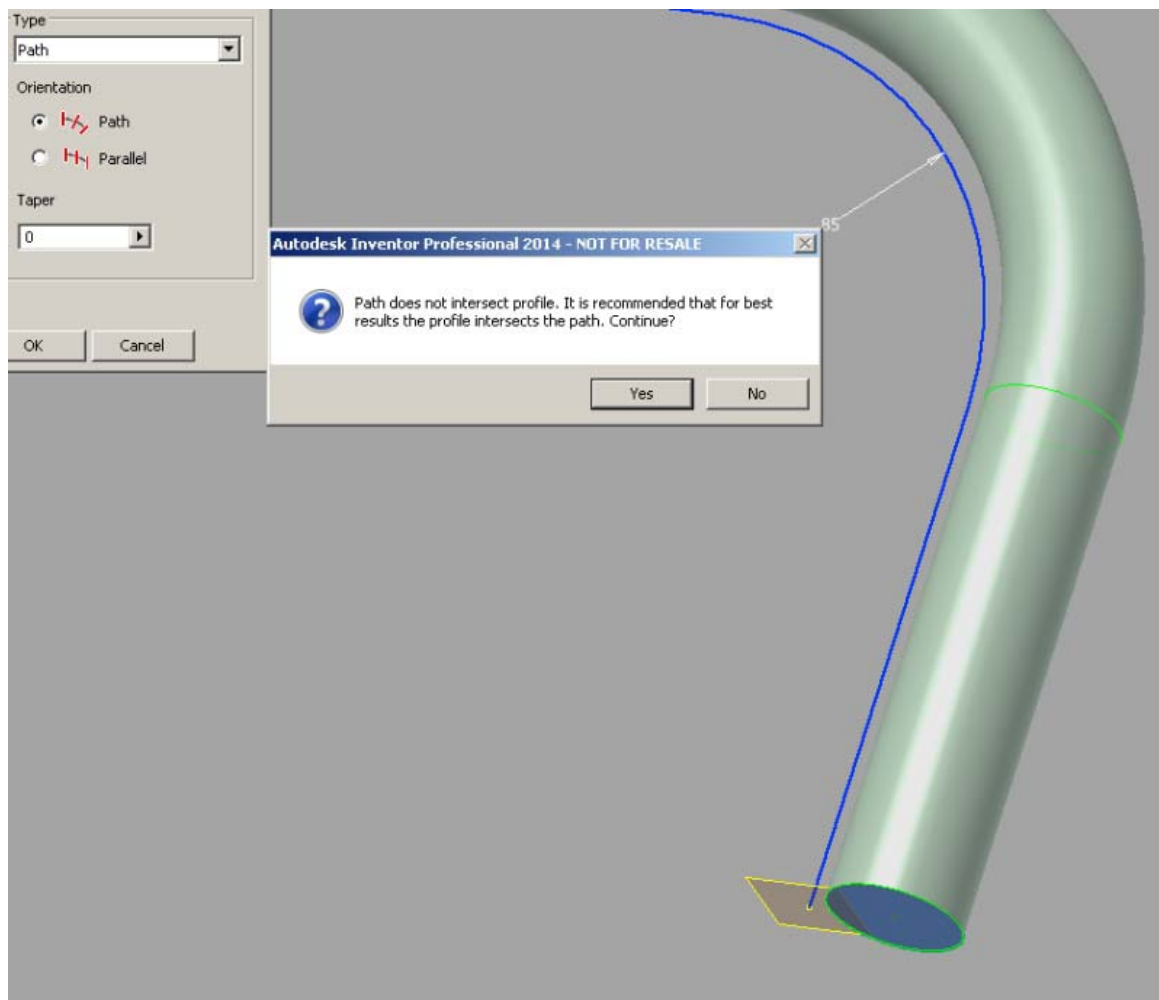 Type
Path
Orientation
Path
Parallel
Taper
0
OK
Cancel
85
Autodesk Inventor Professional 2014 - NOT FOR RESALE
Path does not intersect profile. It is recommended that for best
results the profile intersects the path. Continue?
Yes
No